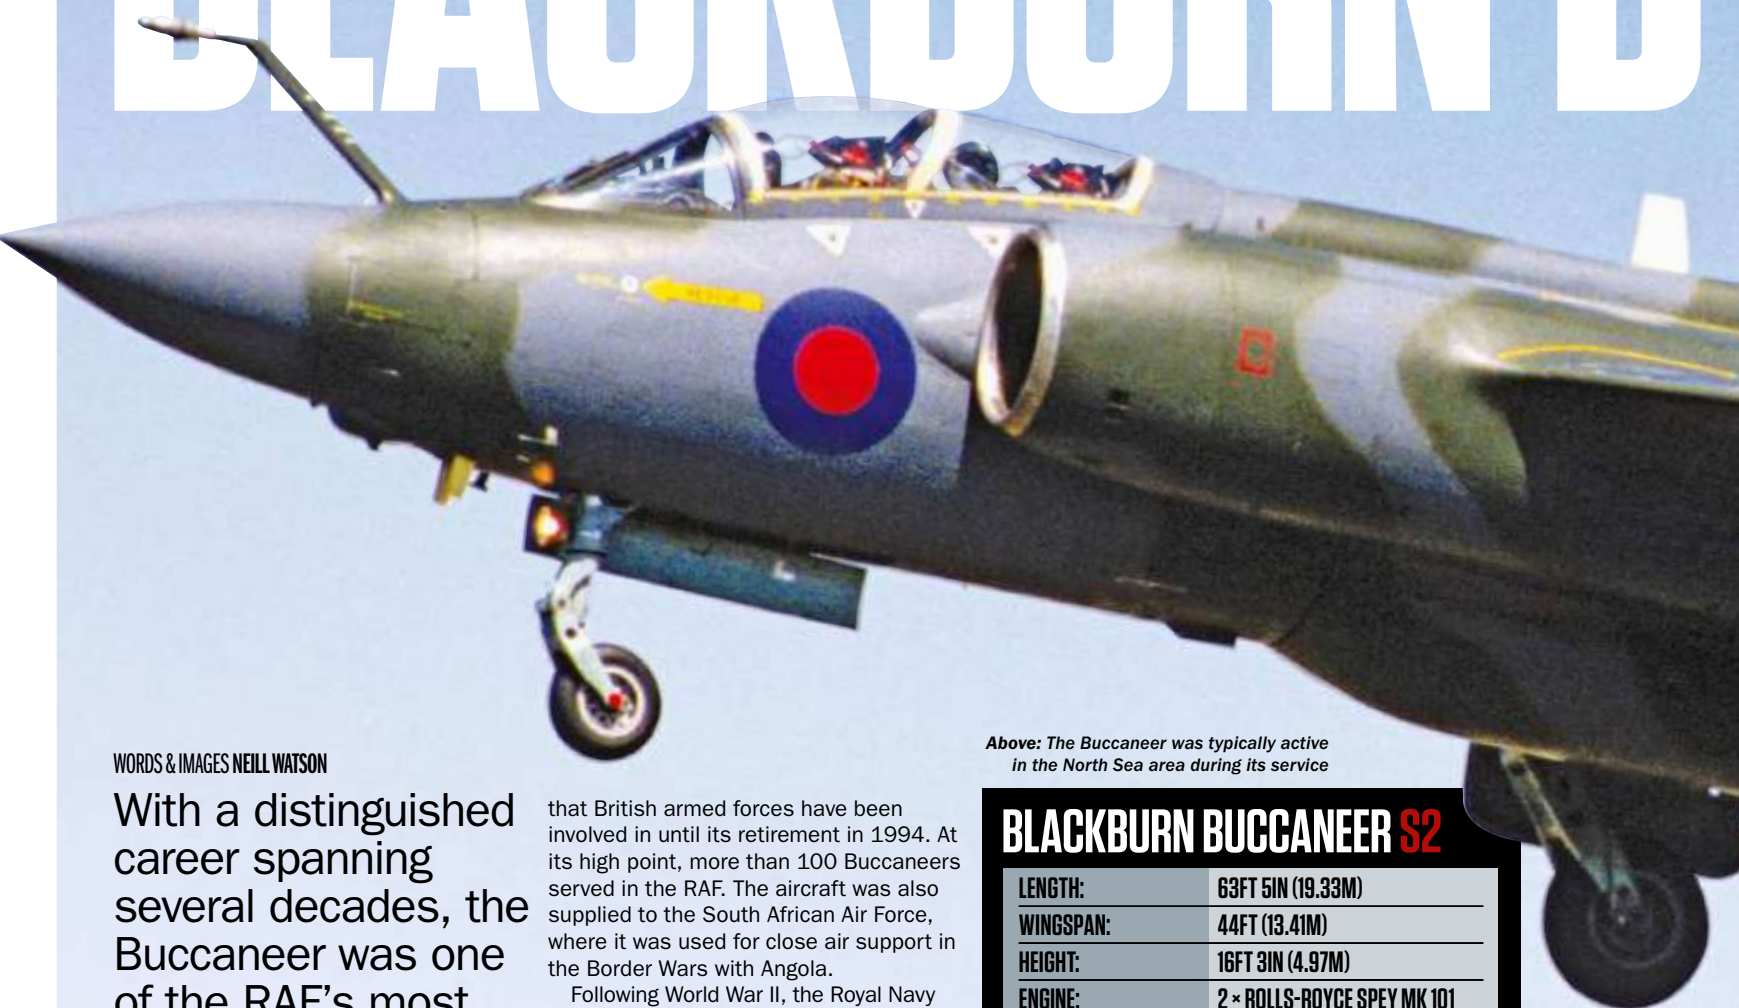 BLACKBURN B
WORDS & IMAGES NEILL WATSON
With a distinguished
career spanning
several decades, the
Buccaneer was one
of the RAF's most
that British armed forces have been
involved in until its retirement in 1994. At
its high point, more than 100 Buccaneers
served in the RAF. The aircraft was also
supplied to the South African Air Force,
where it was used for close air support in
the Border Wars with Angola.
Following World War II, the Royal Navy
Above: The Buccaneer was typically active
in the North Sea area during its service
BLACKBURN BUCCANEER S2
LENGTH: 63FT 5IN (19.33M)
WINGSPAN: 44FT (13.41M)
HEIGHT: 16FT 3IN (4.97M)
ENGINE: 2 × ROLLS-ROYCE SPEY MK 101